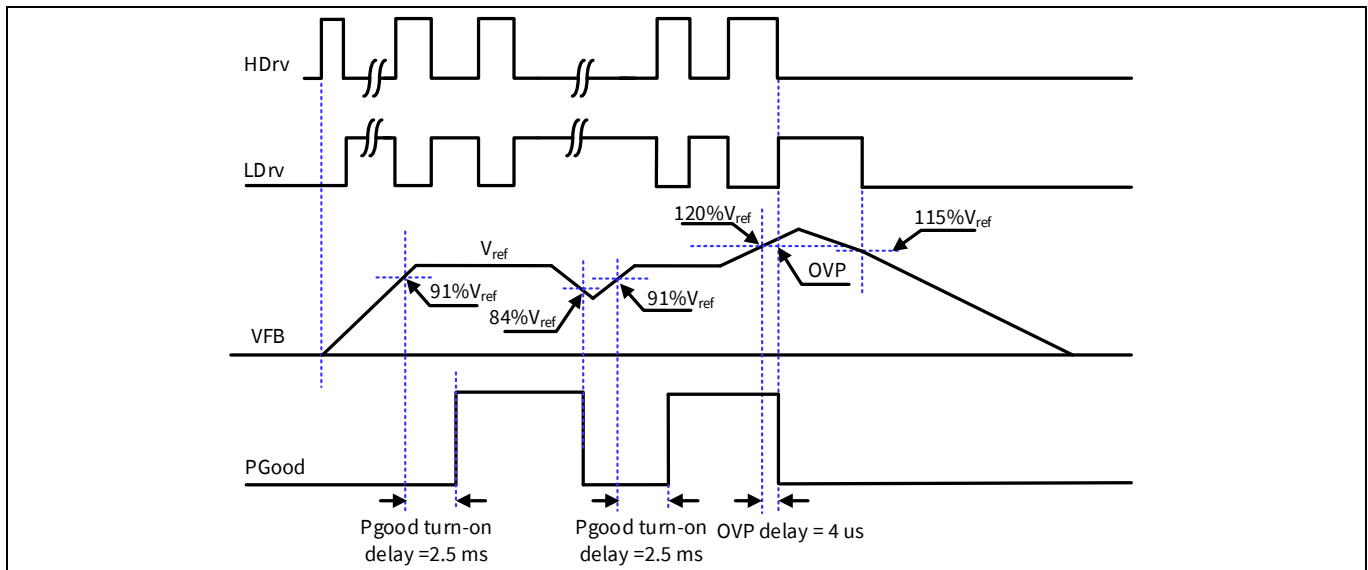 HDrv
LDrv
120%Vref
115%Vref
Vref
OVP
91%Vref
91%Vref
84%Vref
VFB
PGood
Pgood turn-on
delay =2.5 ms
Pgood turn-on
delay =2.5 ms
OVP delay = 4 us